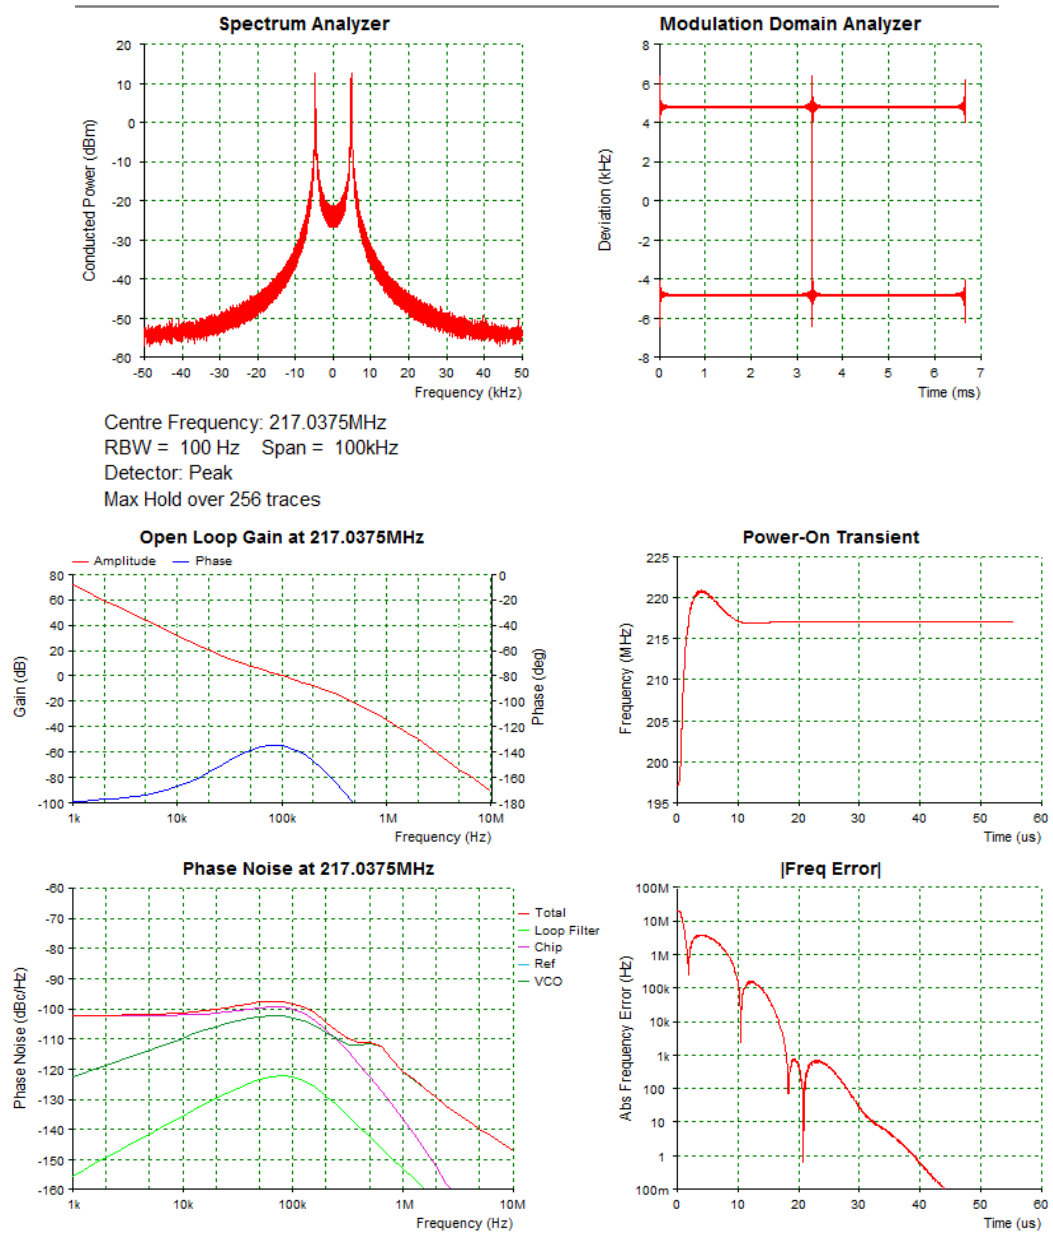 Spectrum Analyzer
Conducted Power (dBm)
20
10
0
-10
-20
-30
-40
-50
-60
-50 -40 -30 -20 -10 0 10 20 30 40 50
Frequency (kHz)
Modulation Domain Analyzer
Deviation (kHz)
8
6
4
2
0
-2
-4
-6
-8
0 1 2 3 4 5 6 7
Time (ms)
Centre Frequency: 217.0375MHz
RBW = 100 Hz Span = 100kHz
Detector: Peak
Max Hold over 256 traces
Open Loop Gain at 217.0375MHz
Amplitude Phase
Gain (dB)
80
60
40
20
0
-20
-40
-60
-80
-100
0
-20
-40
-60
-80
-100
-120
-140
-160
-180
Phase (deg)
1k 10k 100k 1M 10M
Frequency (Hz)
Power-On Transient
Frequency (MHz)
225
220
215
210
205
200
195
0 10 20 30 40 50 60
Time (us)
Phase Noise at 217.0375MHz
Phase Noise (dBc/Hz)
-60
-70
-80
-90
-100
-110
-120
-130
-140
-150
-160
1k 10k 100k 1M 10M
Frequency (Hz)
Total
Loop Filter
Chip
Ref
VCO
|Freq Error|
Abs Frequency Error (Hz)
100M
10M
1M
100k
10k
1k
100
10
1
100m
0 10 20 30 40 50 60
Time (us)